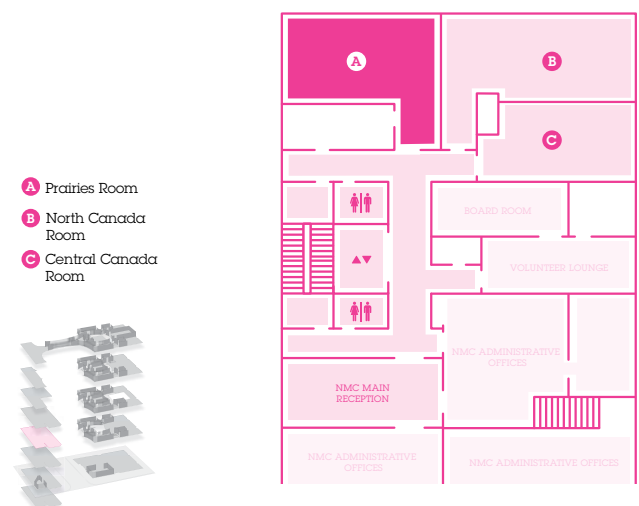 A Prairies Room
B North Canada
Room
C Central Canada
Room
A
B
C
BOARD ROOM
VOLUNTEER LOUNGE
NMC ADMINISTRATIVE
OFFICES
NMC MAIN
RECEPTION
NMC ADMINISTRATIVE
OFFICES
NMC ADMINISTRATIVE OFFICES